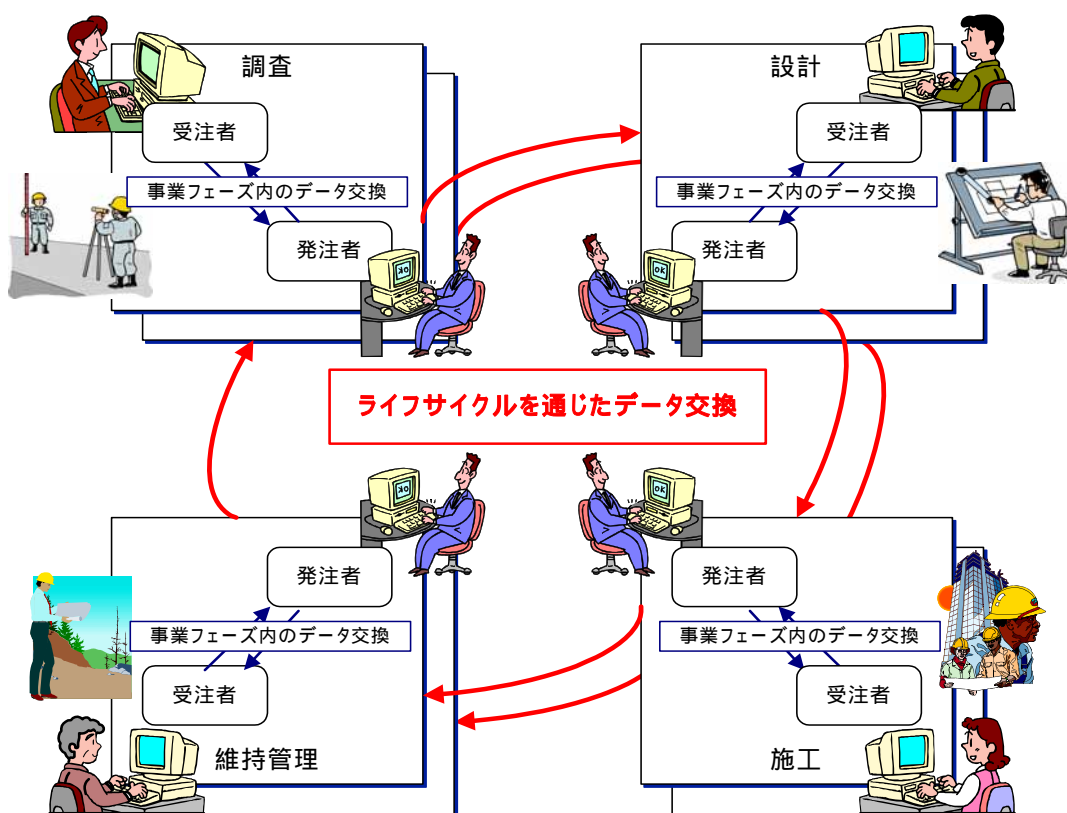 調査
受注者
事業フェーズ内のデータ交換
発注者
OK
設計
受注者
事業フェーズ内のデータ交換
発注者
OK
ライフサイクルを通じたデータ交換
OK
発注者
事業フェーズ内のデータ交換
受注者
維持管理
OK
発注者
事業フェーズ内のデータ交換
受注者
施工